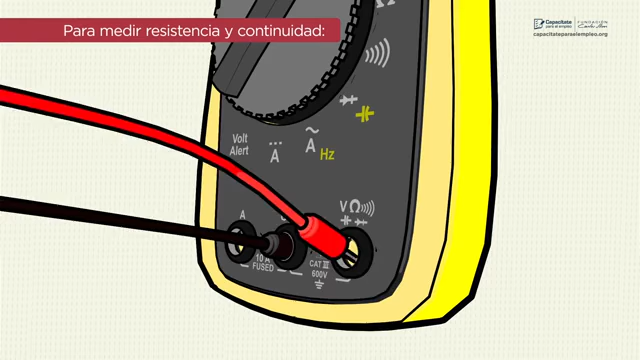 Para medir resistencia y continuidad:
Capacítate
para el empleo
FUNDACIÓN
Carlos Slim
capacitateparaelempleo.org
Volt
Alert
A
A
Hz
A
V Ω
10 A
FUSED
CAT III
600V